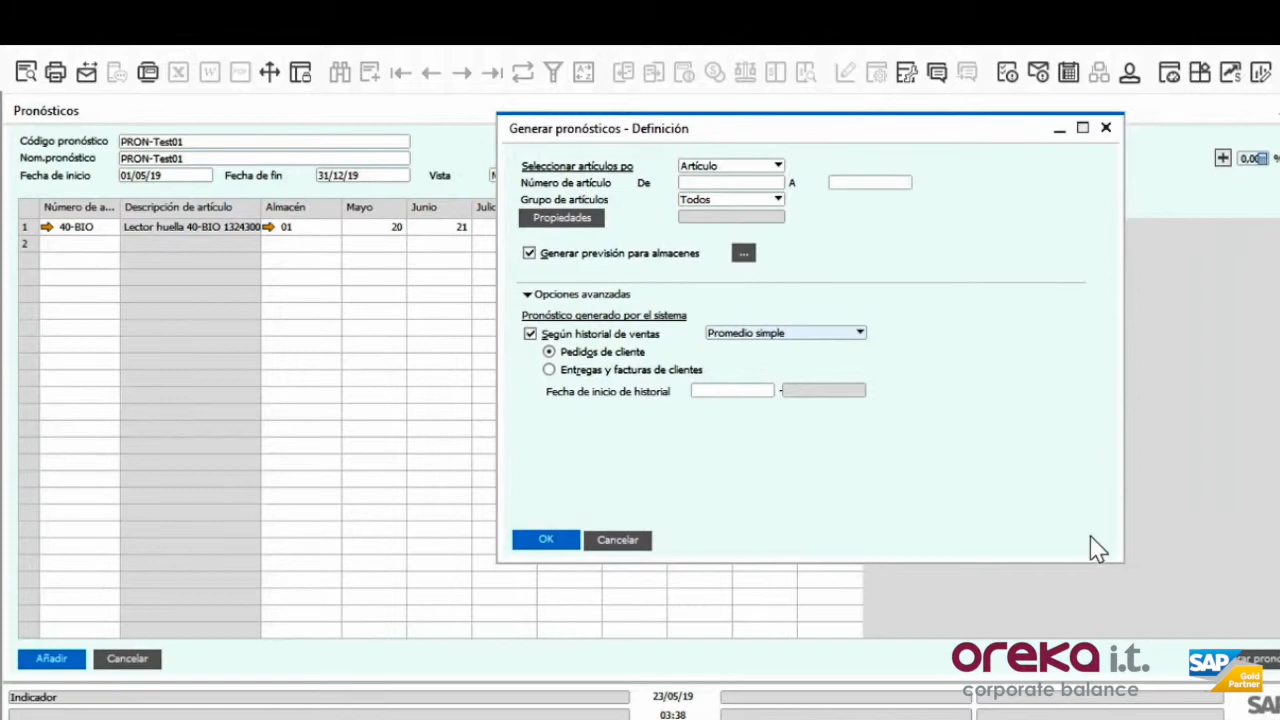 Pronósticos
Código pronóstico PRON-Test01
Nom.pronóstico PRON-Test01
Fecha de inicio 01/05/19 Fecha de fin 31/12/19 Vista
Número de a... Descripción de artículo Almacén Mayo Junio
1 40-BIO Lector huella 40-BIO 1324300 01 20 21
2
Generar pronósticos - Definición
Seleccionar artículos po Artículo
Número de artículo De A
Grupo de artículos Todos
Propiedades
Generar previsión para almacenes ...
Opciones avanzadas
Pronóstico generado por el sistema
Según historial de ventas Promedio simple
Pedidos de cliente
Entregas y facturas de clientes
Fecha de inicio de historial -
OK Cancelar
Añadir Cancelar
oreka i.t.
corporate balance
SAP
Gold
Partner
Indicador 23/05/19
03:38